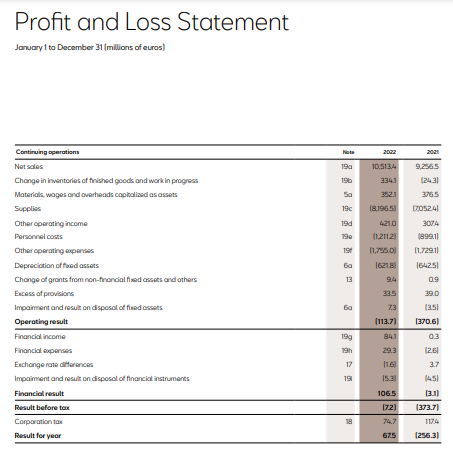 Profit and Loss Statement
January 1 to December 31 (millions of euros)
Continuing operations Note 2022 2021
Net sales 19a 10,513.4 9,256.5
Change in inventories of finished goods and work in progress 19b 334.1 (24.3)
Materials, wages and overheads capitalized as assets 5a 352.1 376.5
Supplies 19c (8,196.5) (7,052.4)
Other operating income 19d 421.0 307.4
Personnel costs 19e (1,211.2) (899.1)
Other operating expenses 19f (1,755.0) (1,729.1)
Depreciation of fixed assets 6a (621.8) (642.5)
Change of grants from non-financial fixed assets and others 13 9.4 0.9
Excess of provisions 33.5 39.0
Impairment and result on disposal of fixed assets 6a 7.3 (3.5)
Operating result (113.7) (370.6)
Financial income 19g 84.1 0.3
Financial expenses 19h 29.3 (2.6)
Exchange rate differences 17 (1.6) 3.7
Impairment and result on disposal of financial instruments 19i (5.3) (4.5)
Financial result 106.5 (3.1)
Result before tax (7.2) (373.7)
Corporation tax 18 74.7 117.4
Result for year 67.5 (256.3)